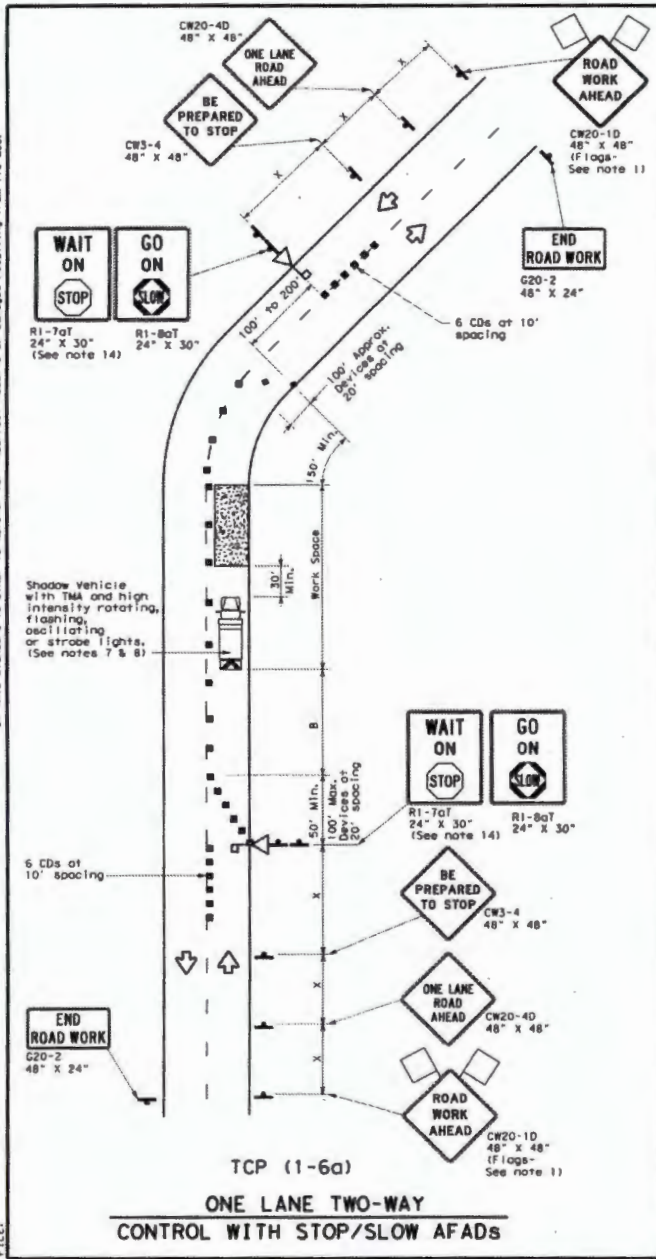 CW20-4D
48" X 48"
ONE LANE
ROAD
AHEAD
BE
PREPARED
TO STOP
CW3-4
48" X 48"
X
X
X
ROAD
WORK
AHEAD
CW20-1D
48" X 48"
(Flags-
See note 1)
END
ROAD WORK
G20-2
48" X 24"
WAIT
ON
STOP
GO
ON
SLOW
R1-7aT
24" X 30"
(See note 14)
R1-8aT
24" X 30"
100' to 200'
6 CDs at 10'
spacing
100' Approx.
Devices at
20' spacing
150' Min.
Work Space
30'
Min.
Shadow Vehicle
with TMA and high
intensity rotating,
flashing,
oscillating
or strobe lights.
(See notes 7 & 8)
B
50' Min.
100' Max.
Devices at
20' spacing
WAIT
ON
STOP
GO
ON
SLOW
R1-7aT
24" X 30"
(See note 14)
R1-8aT
24" X 30"
6 CDs at
10' spacing
X
BE
PREPARED
TO STOP
CW3-4
48" X 48"
X
ONE LANE
ROAD
AHEAD
CW20-4D
48" X 48"
X
END
ROAD WORK
G20-2
48" X 24"
ROAD
WORK
AHEAD
CW20-1D
48" X 48"
(Flags-
See note 1)
TCP (1-6a)
ONE LANE TWO-WAY
CONTROL WITH STOP/SLOW AFADs